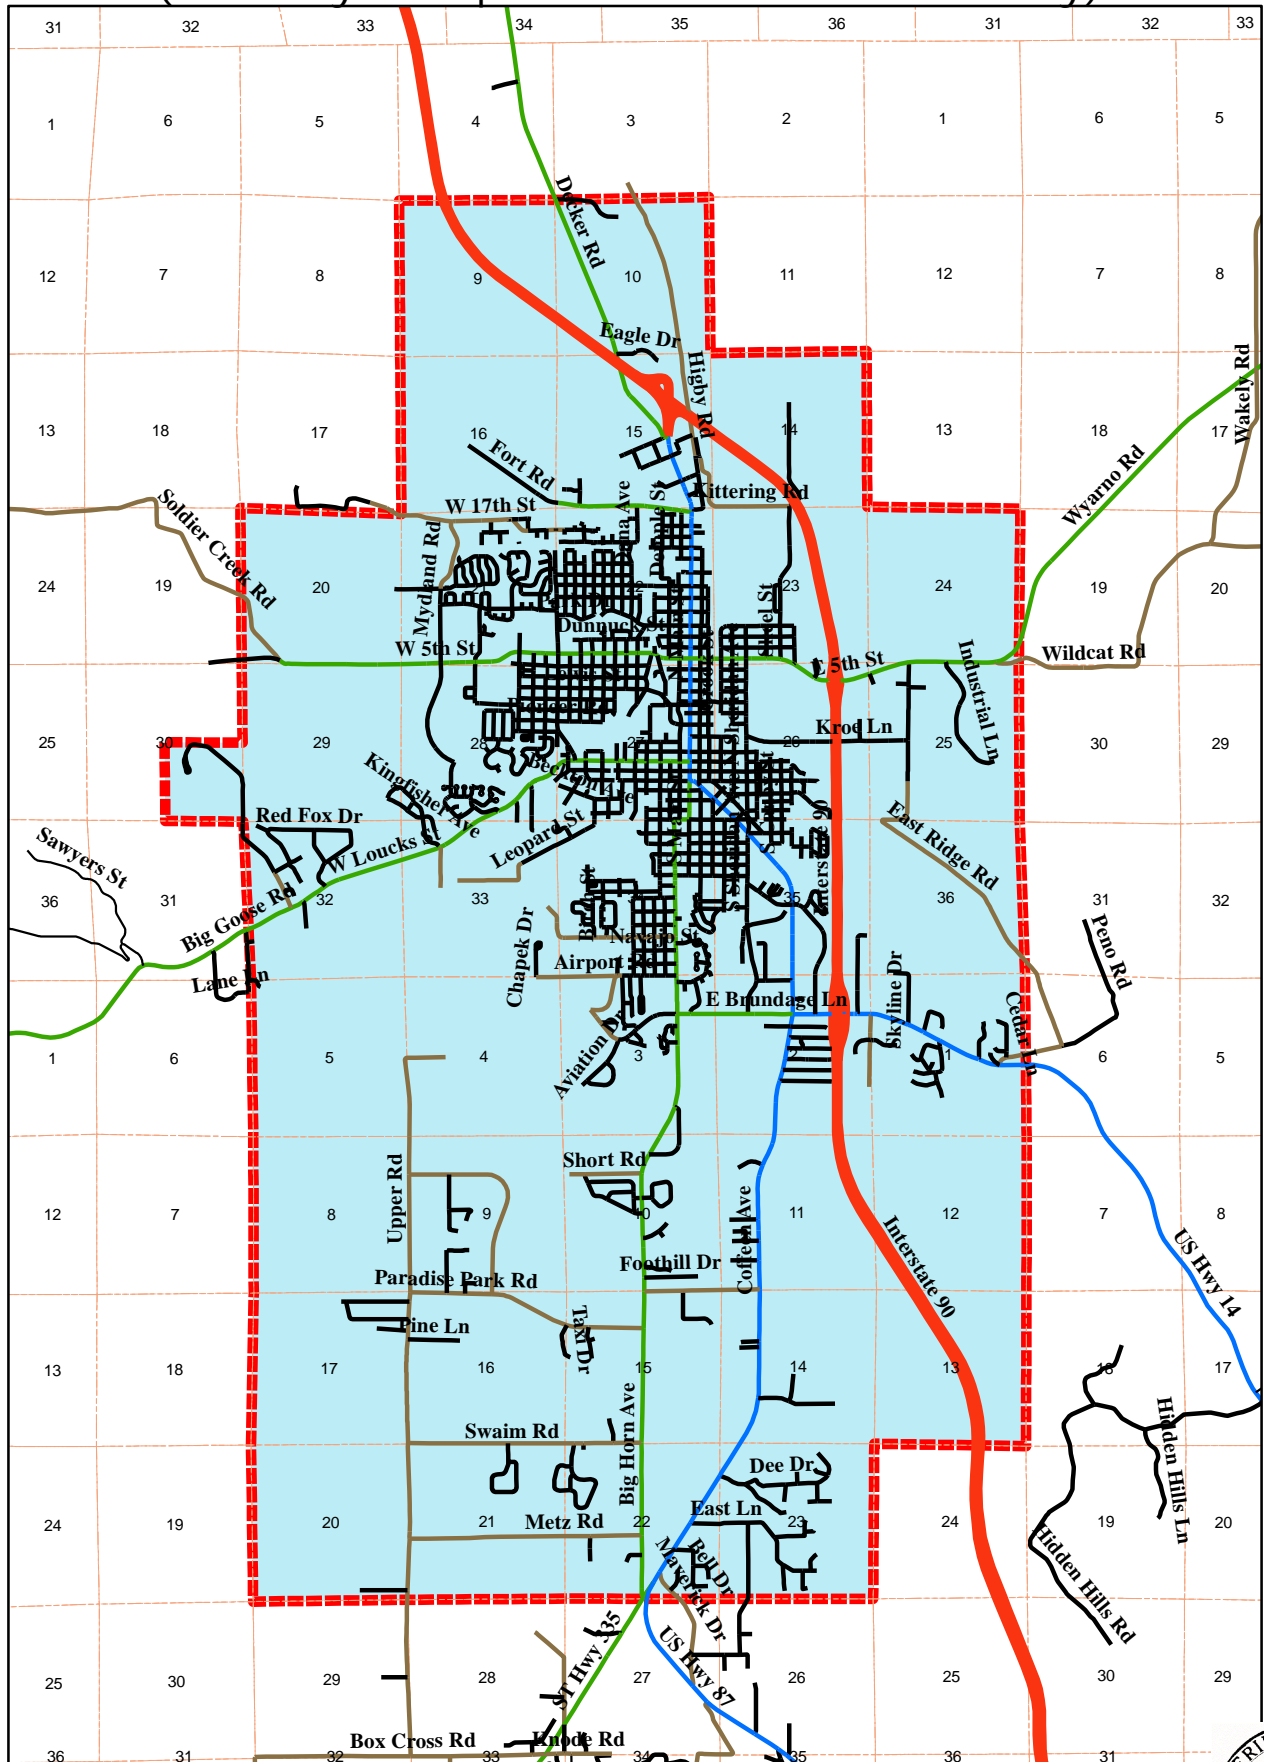 31 32 33 34 35 36 31 32 33
1 6 5 4 3 2 1 6 5
Decker Rd
12 7 8 9 10 11 12 7 8
Eagle Dr
Higby Rd
Wakely Rd
13 18 17 16 15 14 13 18 17
Fort Rd
Wyarno Rd
Kittering Rd
W 17th St
Soldier Creek Rd
Dana Ave
Mydland Rd
24 19 20 23 24 19 20
Dunnuck St
W 5th St
E 5th St
Wildcat Rd
Industrial Ln
Kroe Ln
25 30 29 28 27 26 25 30 29
Beckton Ave
Kingfisher Ave
Red Fox Dr
W Loucks St
Leopard St
Interstate 90
East Ridge Rd
Sawyers St
36 31 32 33 35 36 31 32
Big Goose Rd
Chapek Dr
Navajo St
Airport Rd
Peno Rd
Lane Ln
E Brundage Ln
Skyline Dr
Cedar Ln
Aviation Dr
1 6 5 4 3 2 1 6 5
Short Rd
Upper Rd
12 7 8 9 10 11 12 7 8
Coffeen Ave
Interstate 90
US Hwy 14
Foothill Dr
Paradise Park Rd
Pine Ln
Taxi Dr
13 18 17 16 15 14 13 18 17
Big Horn Ave
Swaim Rd
Hidden Hills Ln
Dee Dr
East Ln
24 19 20 21 22 23 24 19 20
Metz Rd
Bell Dr
Maverick Dr
Hidden Hills Rd
ST Hwy 335
US Hwy 87
25 30 29 28 27 26 25 30 29
Box Cross Rd
Knode Rd
36 31 32 33 34 35 36 31